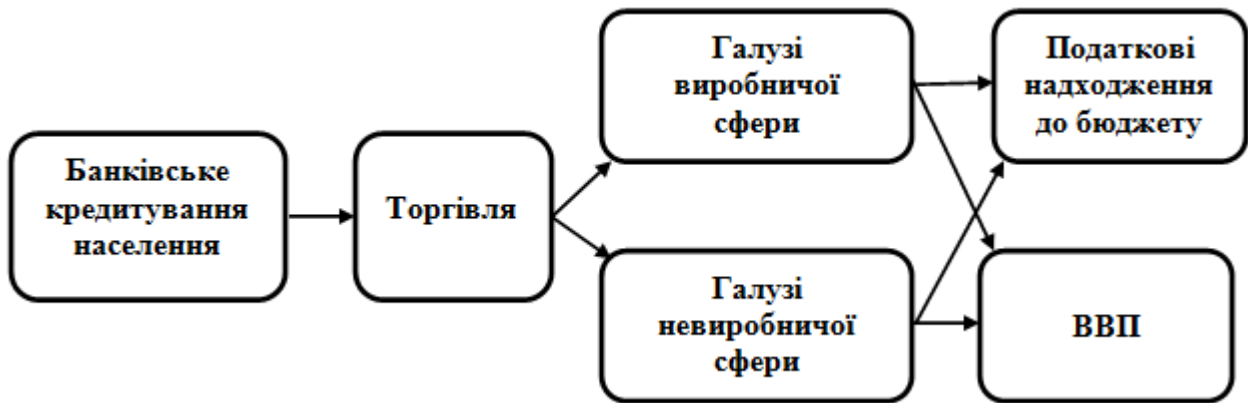 Банківське
кредитування
населення
Торгівля
Галузі
виробничої
сфери
Галузі
невиробничої
сфери
Податкові
надходження
до бюджету
ВВП